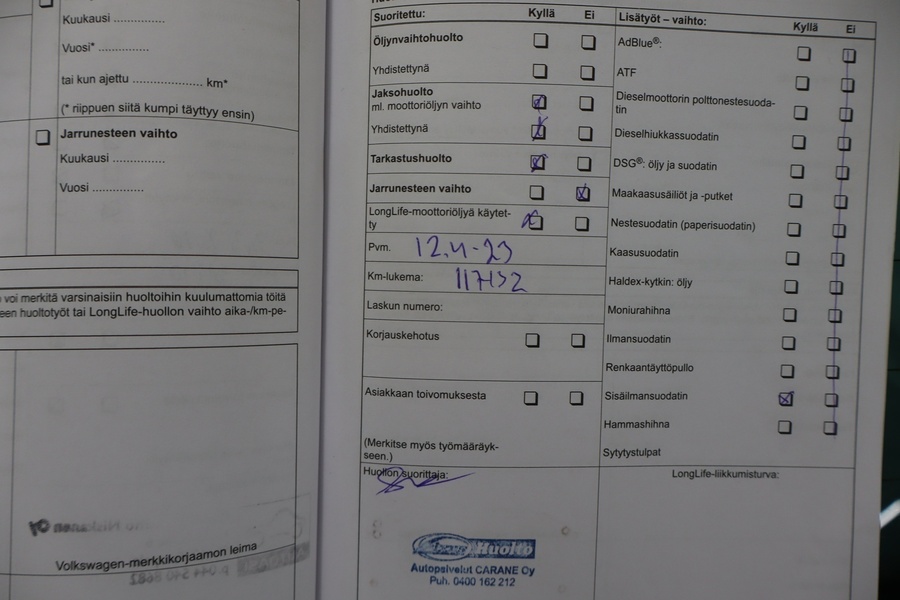 Kuukausi ..............
Vuosi* ..............
tai kun ajettu .................. km*
(* riippuen siitä kumpi täyttyy ensin)
Jarrunesteen vaihto
Kuukausi ..............
Vuosi ..............
voi merkitä varsinaisiin huoltoihin kuulumattomia töitä
een huoltotyöt tai LongLife-huollon vaihto aika-/km-pe-
Volkswagen-merkkikorjaamon leima
Suoritettu: Kyllä Ei
Öljynvaihtohuolto
Yhdistettynä
Jaksohuolto
ml. moottoriöljyn vaihto
Yhdistettynä
Tarkastushuolto
Jarrunesteen vaihto
LongLife-moottoriöljyä käytet-
ty
Pvm. 12.4-23
Km-lukema:
Laskun numero:
Korjauskehotus
Asiakkaan toivomuksesta
(Merkitse myös työmääräyk-
seen.)
Huollon suorittaja:
Huolto
Autopalvelut CARANE Oy
Puh. 0400 162 212
Lisätyöt – vaihto: Kyllä Ei
AdBlue®:
ATF
Dieselmoottorin polttonestesuoda-
tin
Dieselhiukkassuodatin
DSG®: öljy ja suodatin
Maakaasusäiliöt ja -putket
Nestesuodatin (paperisuodatin)
Kaasusuodatin
Haldex-kytkin: öljy
Moniurahihna
Ilmansuodatin
Renkaantäyttöpullo
Sisäilmansuodatin
Hammashihna
Sytytystulpat
LongLife-liikkumisturva: